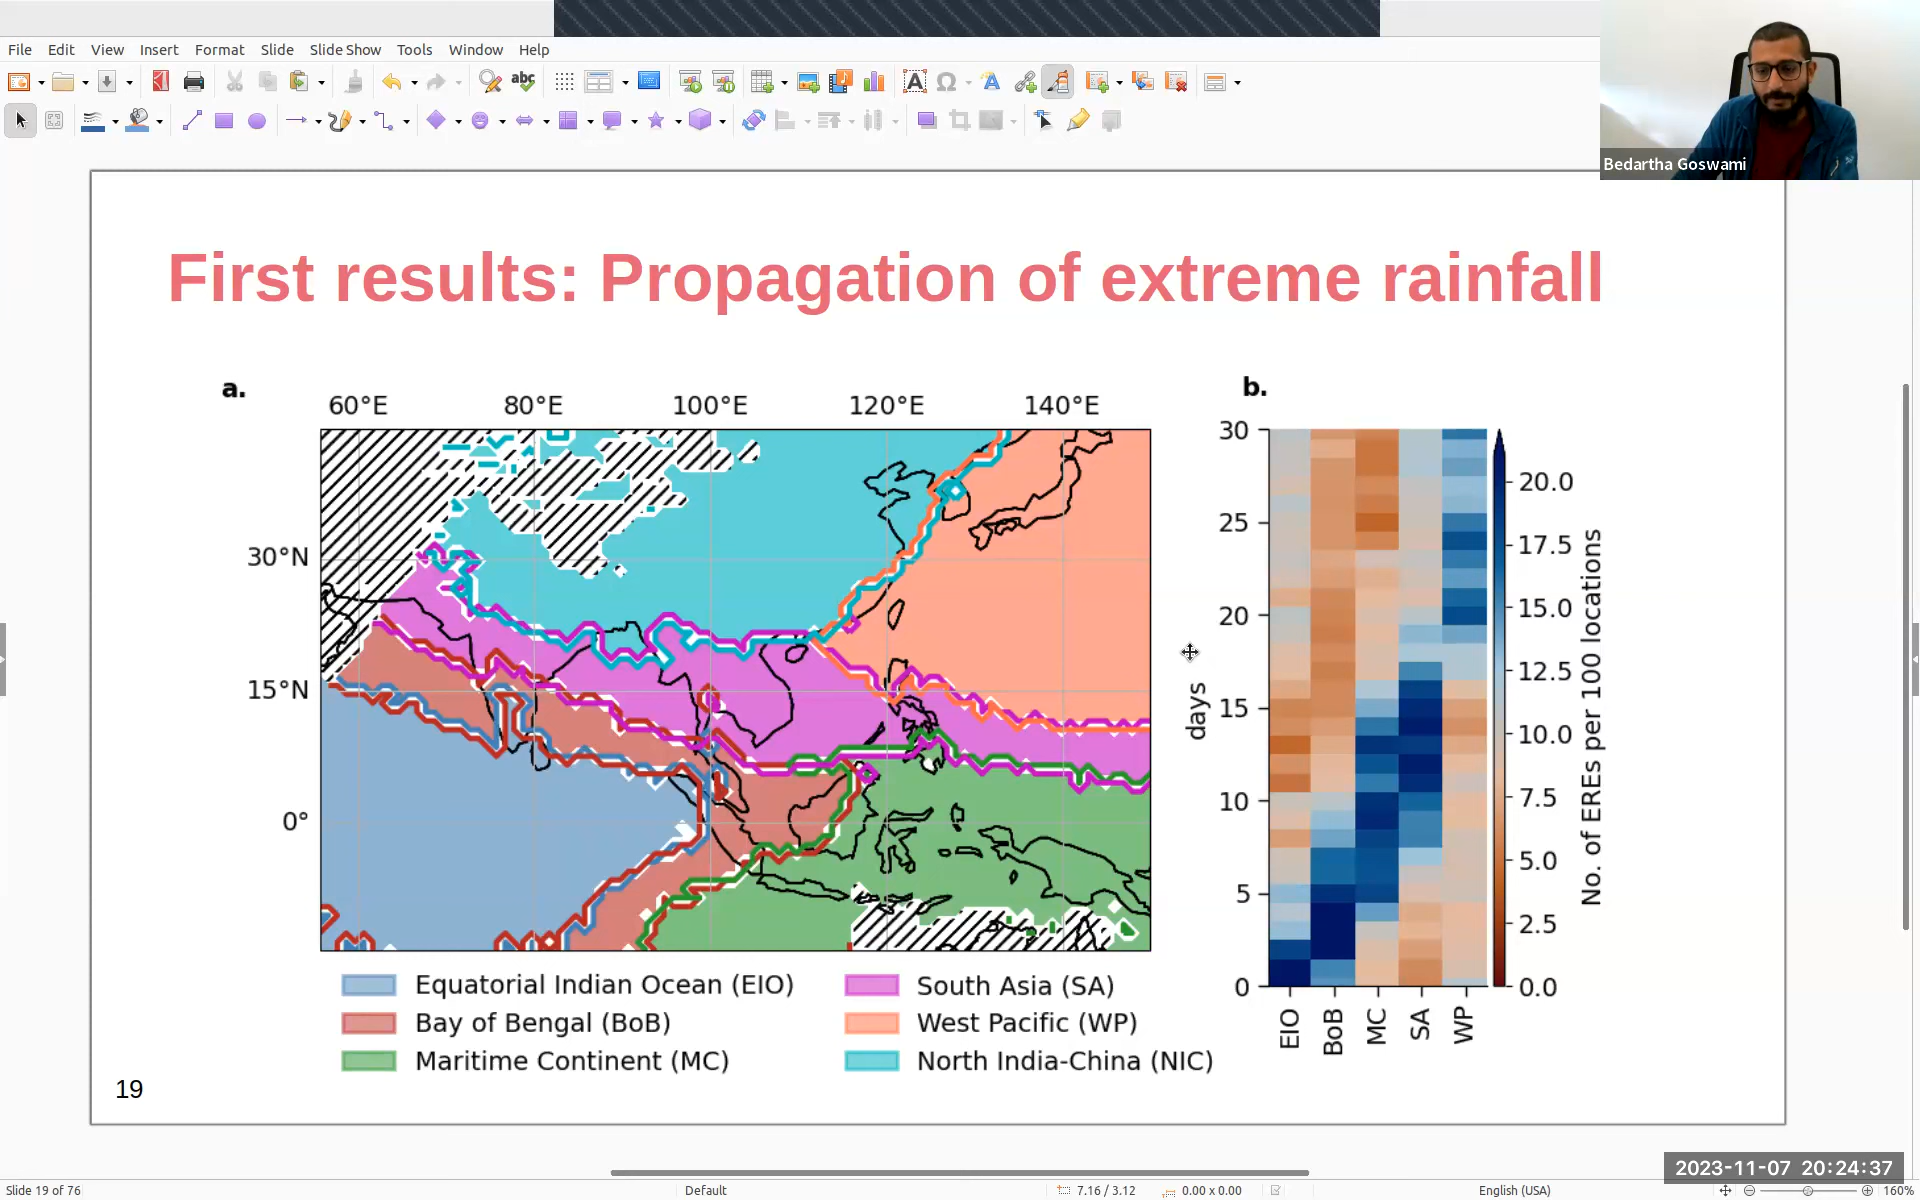 File Edit View Insert Format Slide Slide Show Tools Window Help
abc
Bedartha Goswami
First results: Propagation of extreme rainfall
a.
60°E 80°E 100°E 120°E 140°E
30°N
15°N
0°
b.
30
25
20
15
10
5
0
days
EIO BoB MC SA WP
20.0
17.5
15.0
12.5
10.0
7.5
5.0
2.5
0.0
No. of EREs per 100 locations
Equatorial Indian Ocean (EIO)
Bay of Bengal (BoB)
Maritime Continent (MC)
South Asia (SA)
West Pacific (WP)
North India-China (NIC)
19
2023-11-07 20:24:37
Slide 19 of 76 Default 7.16 / 3.12 0.00 x 0.00 English (USA) 160%